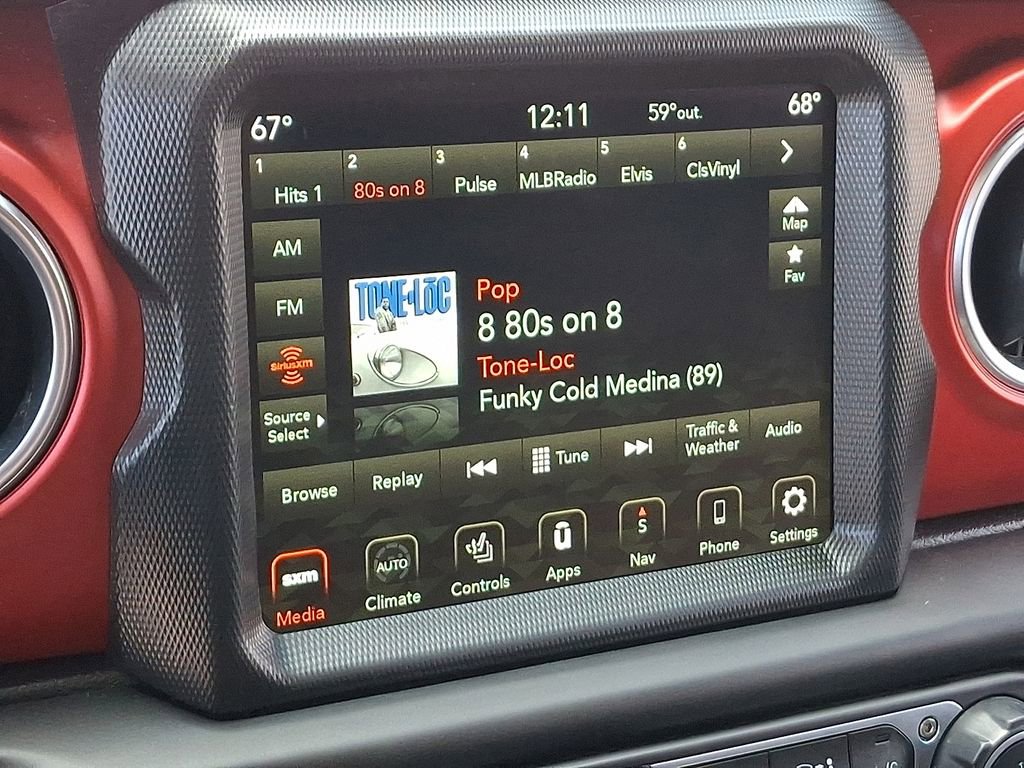 67°
12:11
59°out.
68°
1
Hits 1
2
80s on 8
3
Pulse
4
MLBRadio
5
Elvis
6
ClsVinyl
AM
FM
siriusxm
Source
Select
Map
Fav
TONE-LŌC
Pop
8 80s on 8
Tone-Loc
Funky Cold Medina (89)
Browse
Replay
Tune
Traffic &
Weather
Audio
sxm
Media
AUTO
Climate
Controls
ū
Apps
S
Nav
Phone
Settings